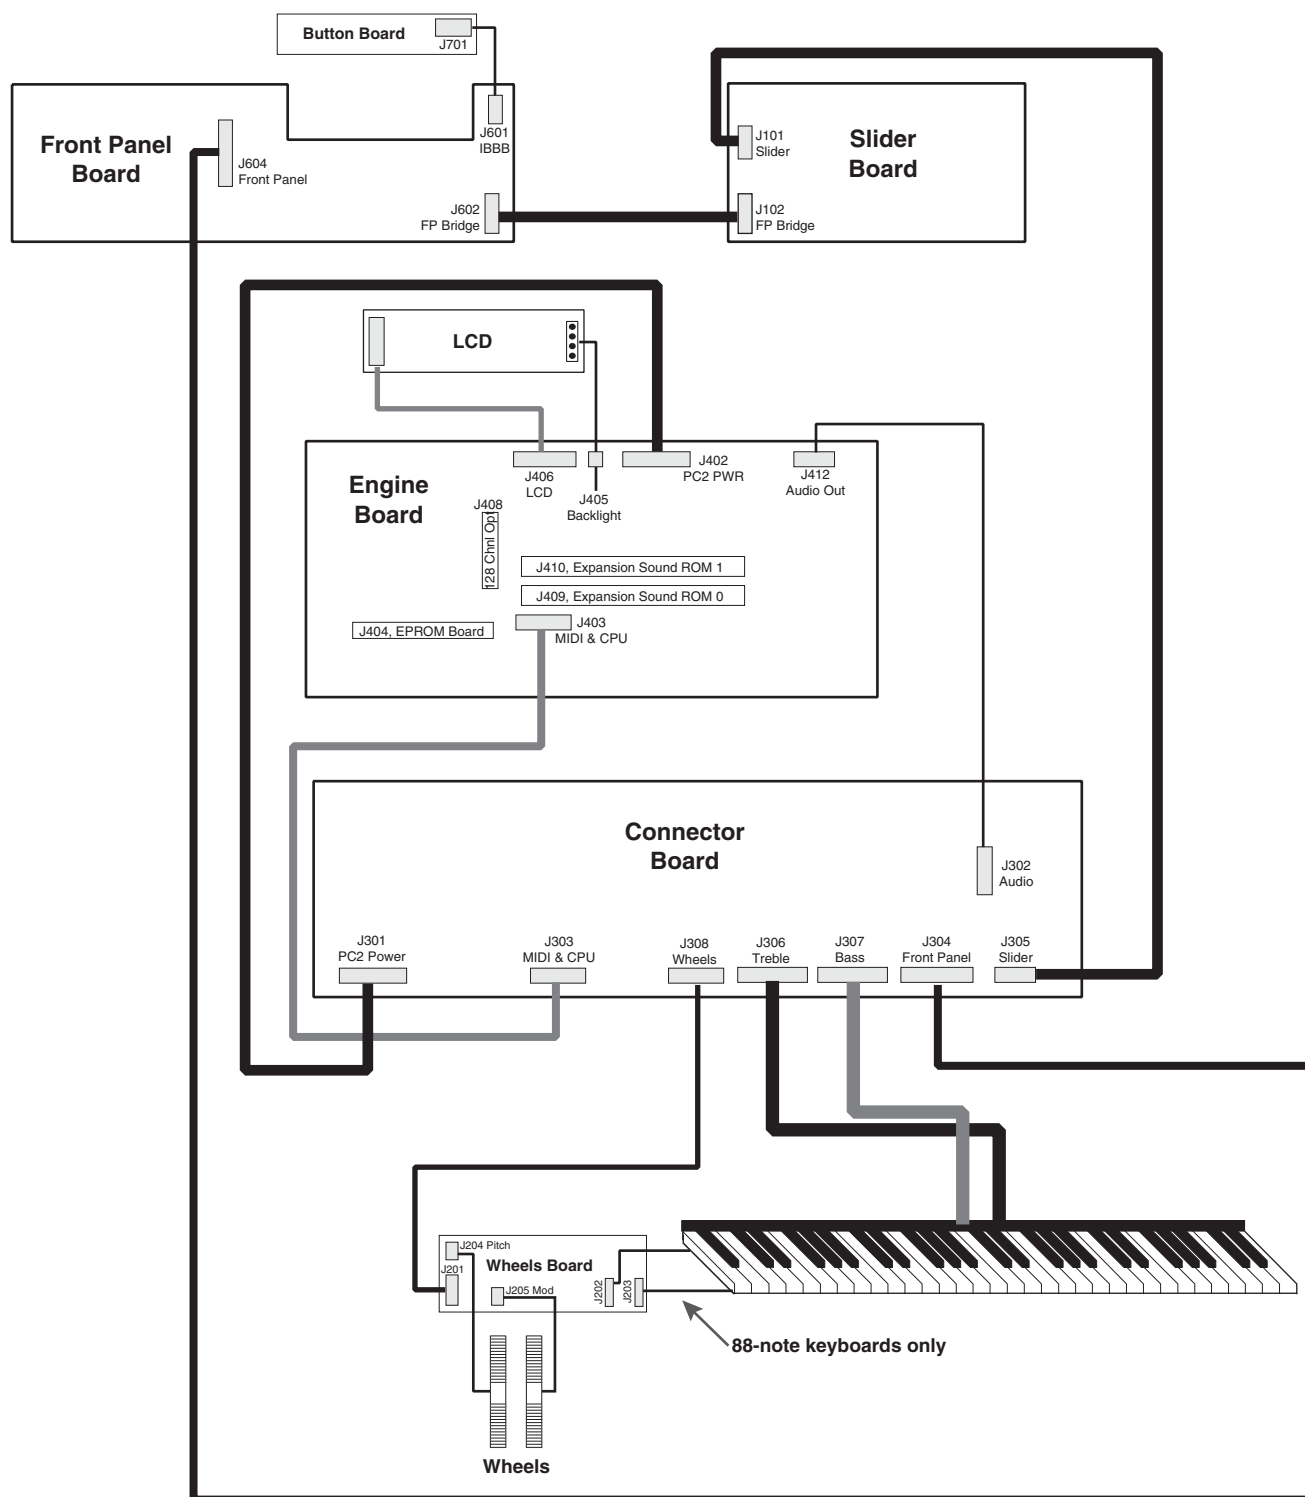 Button Board
J701
Front Panel
Board
J604
Front Panel
J601
IBBB
J602
FP Bridge
J101
Slider
Slider
Board
J102
FP Bridge
LCD
Engine
Board
J406
LCD
J405
Backlight
J402
PC2 PWR
J412
Audio Out
J408
128 Chnl Opt
J410, Expansion Sound ROM 1
J409, Expansion Sound ROM 0
J404, EPROM Board
J403
MIDI & CPU
Connector
Board
J302
Audio
J301
PC2 Power
J303
MIDI & CPU
J308
Wheels
J306
Treble
J307
Bass
J304
Front Panel
J305
Slider
J204 Pitch
J201
Wheels Board
J205 Mod
J202
J203
88-note keyboards only
Wheels